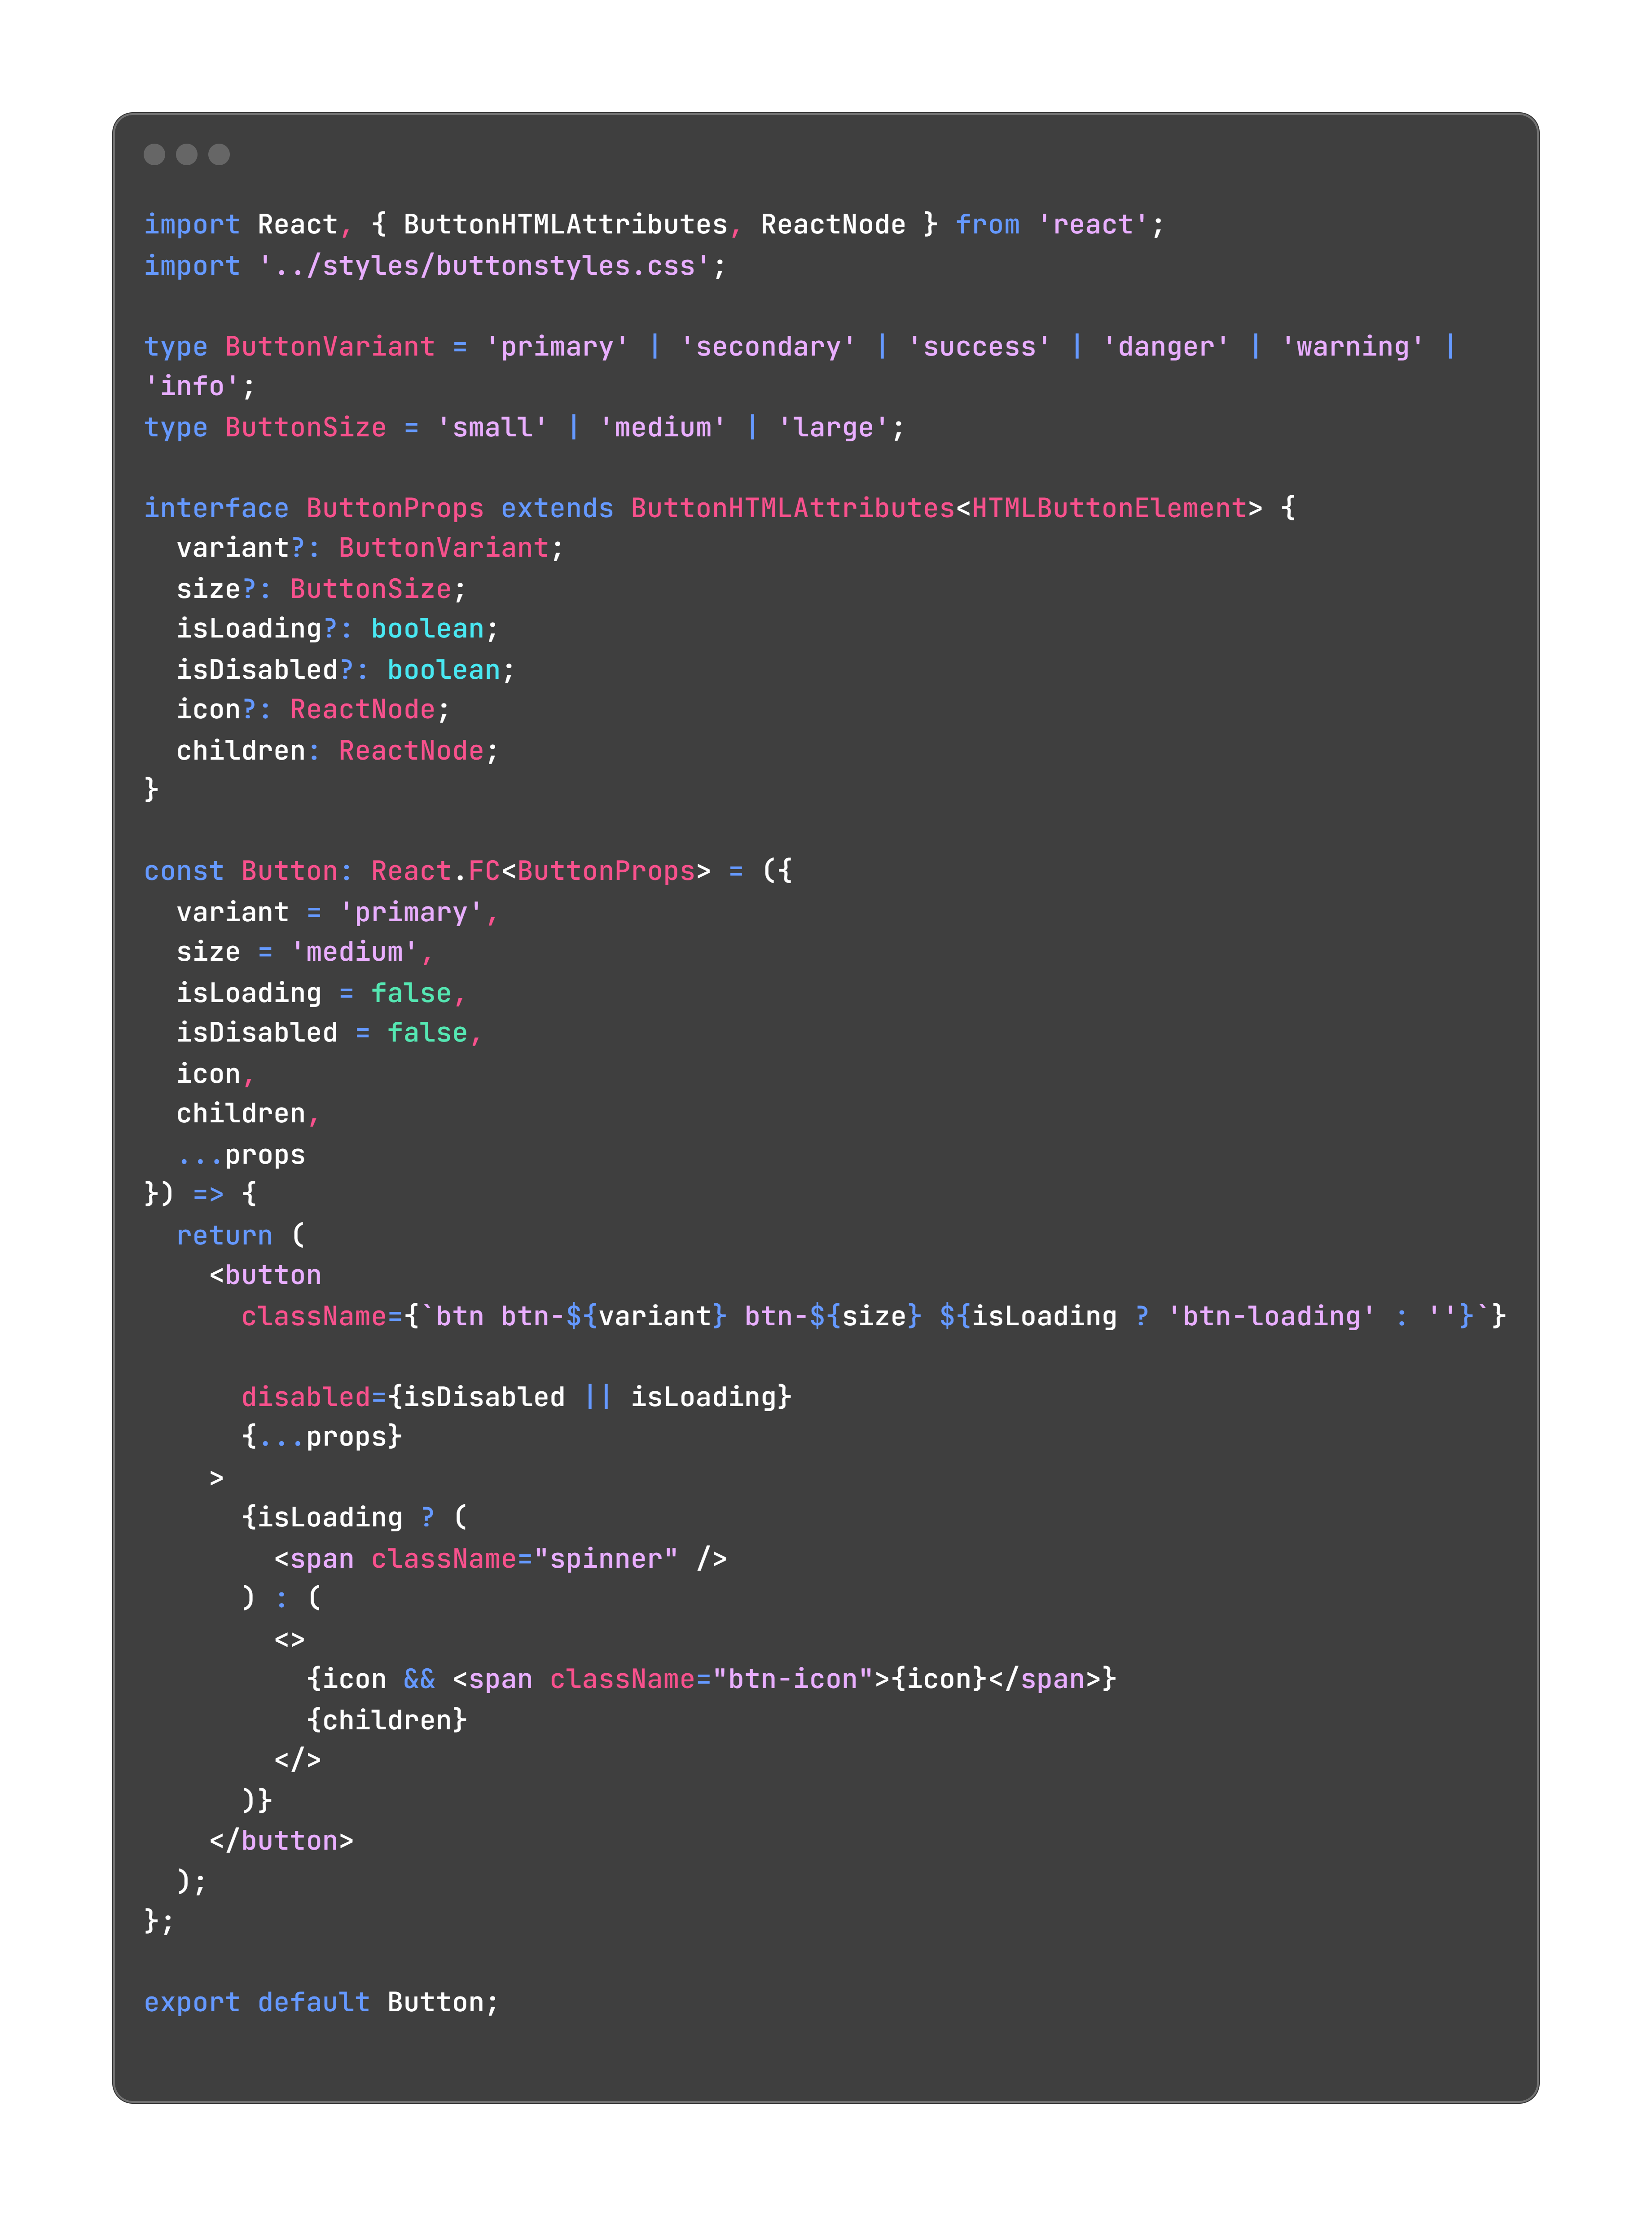 import React, { ButtonHTMLAttributes, ReactNode } from 'react';
import '../styles/buttonstyles.css';

type ButtonVariant = 'primary' | 'secondary' | 'success' | 'danger' | 'warning' |
'info';
type ButtonSize = 'small' | 'medium' | 'large';

interface ButtonProps extends ButtonHTMLAttributes<HTMLButtonElement> {
  variant?: ButtonVariant;
  size?: ButtonSize;
  isLoading?: boolean;
  isDisabled?: boolean;
  icon?: ReactNode;
  children: ReactNode;
}

const Button: React.FC<ButtonProps> = ({
  variant = 'primary',
  size = 'medium',
  isLoading = false,
  isDisabled = false,
  icon,
  children,
  ...props
}) => {
  return (
    <button
      className={`btn btn-${variant} btn-${size} ${isLoading ? 'btn-loading' : ''}`}

      disabled={isDisabled || isLoading}
      {...props}
    >
      {isLoading ? (
        <span className="spinner" />
      ) : (
        <>
          {icon && <span className="btn-icon">{icon}</span>}
          {children}
        </>
      )}
    </button>
  );
};

export default Button;